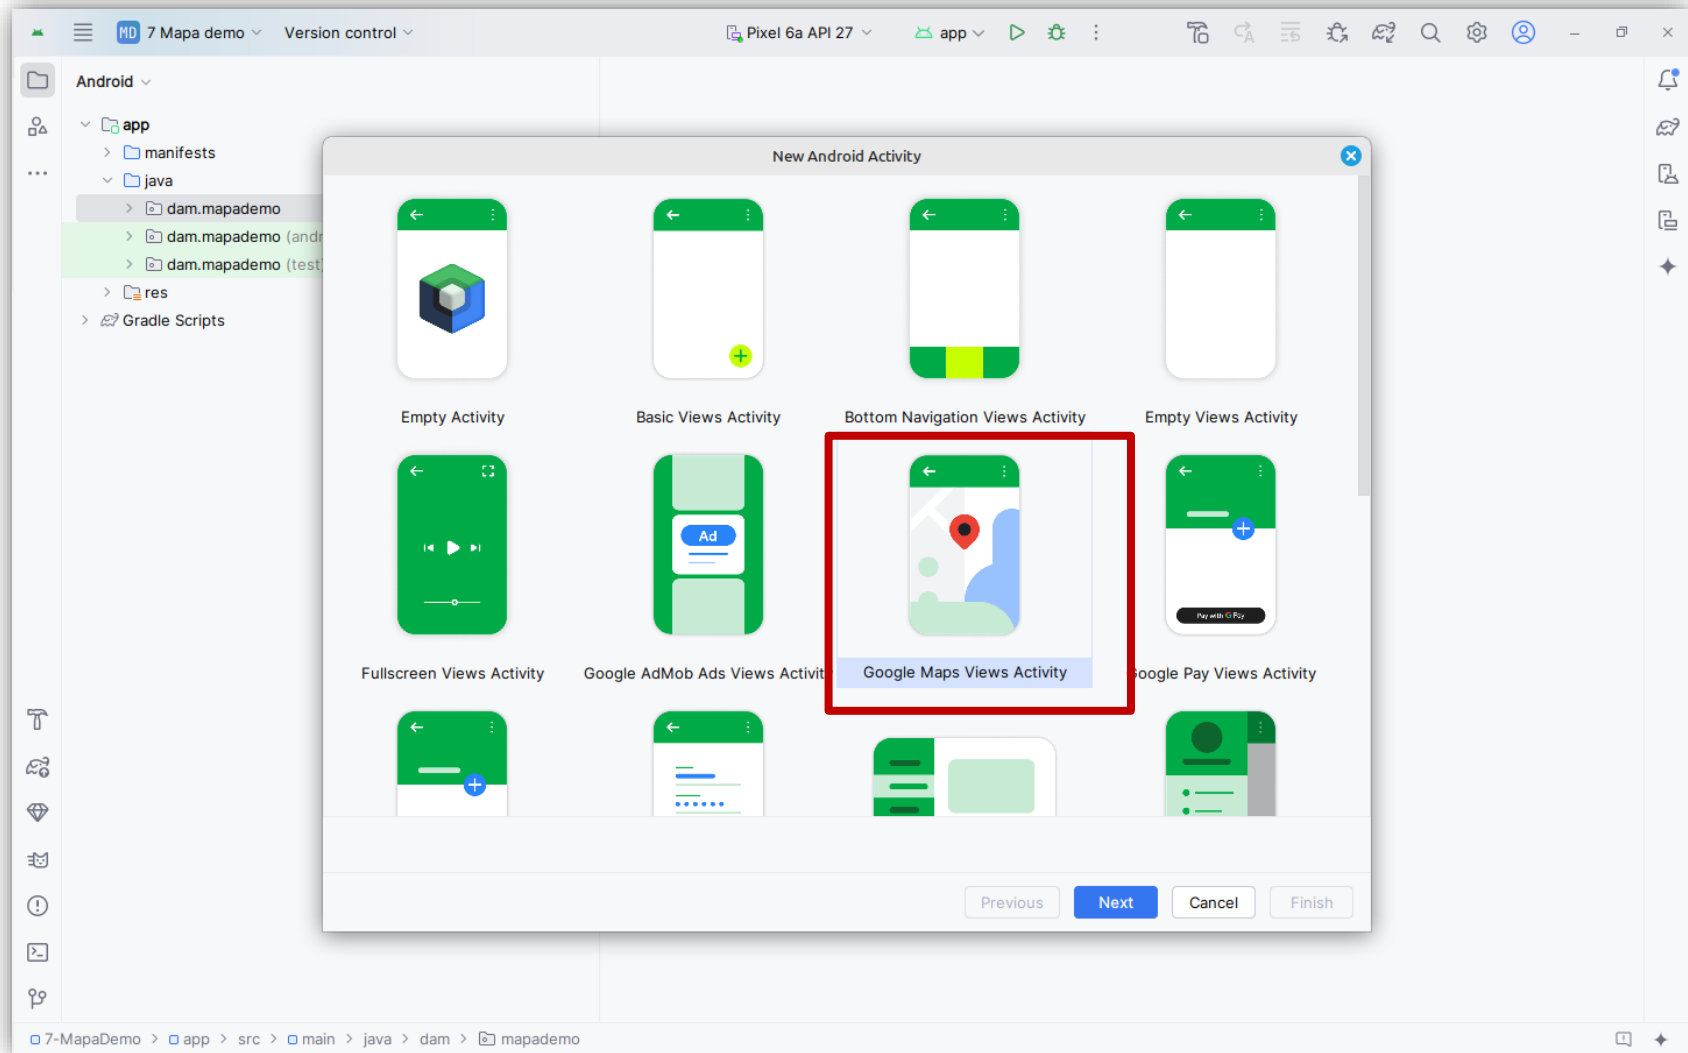 MD 7 Mapa demo Version control Pixel 6a API 27 app
Android
app
manifests
java
dam.mapademo
dam.mapademo (andr
dam.mapademo (test)
res
Gradle Scripts
New Android Activity
Empty Activity
Basic Views Activity
Bottom Navigation Views Activity
Empty Views Activity
Ad
Pay with G Pay
Fullscreen Views Activity
Google AdMob Ads Views Activit
Google Maps Views Activity
oogle Pay Views Activity
Previous Next Cancel Finish
7-MapaDemo > app > src > main > java > dam > mapademo